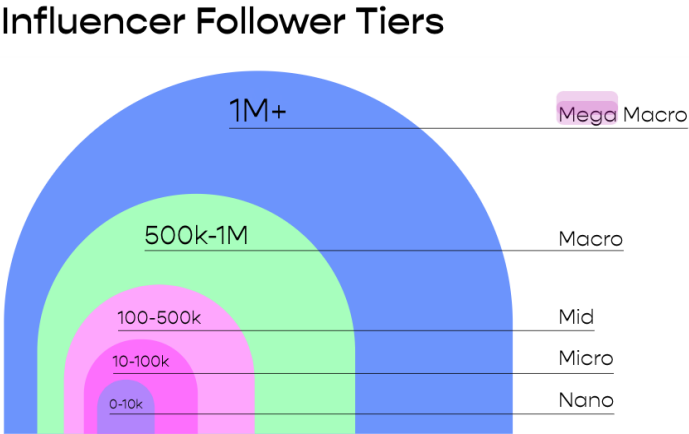 Influencer Follower Tiers
1M+ Mega Macro
500k-1M Macro
100-500k Mid
10-100k Micro
0-10k Nano